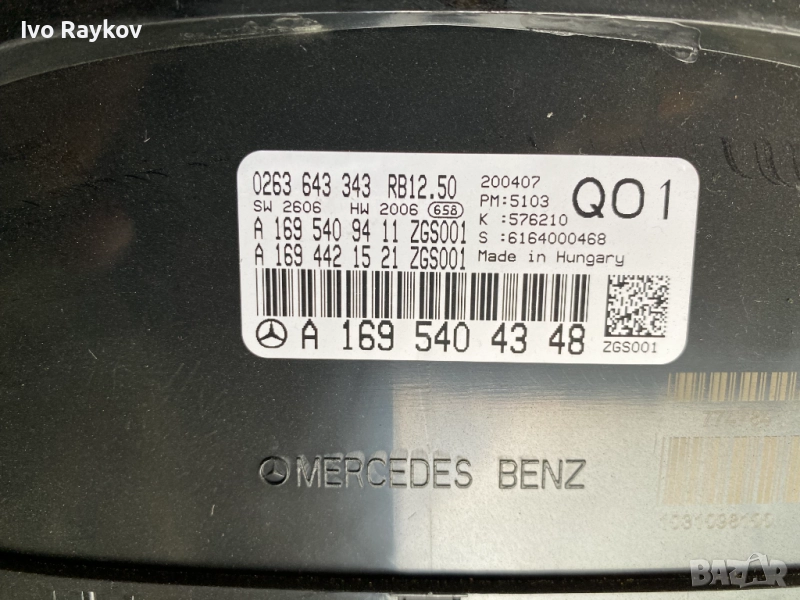 Ivo Raykov
0263 643 343 RB12.50 200407
SW 2606 HW 2006 658 PM:5103
K :576210
A 169 540 94 11 ZGS001 S :6164000468
A 169 442 15 21 ZGS001 Made in Hungary
Q01
A 169 540 43 48 ZGS001
MERCEDES BENZ
BAZAR